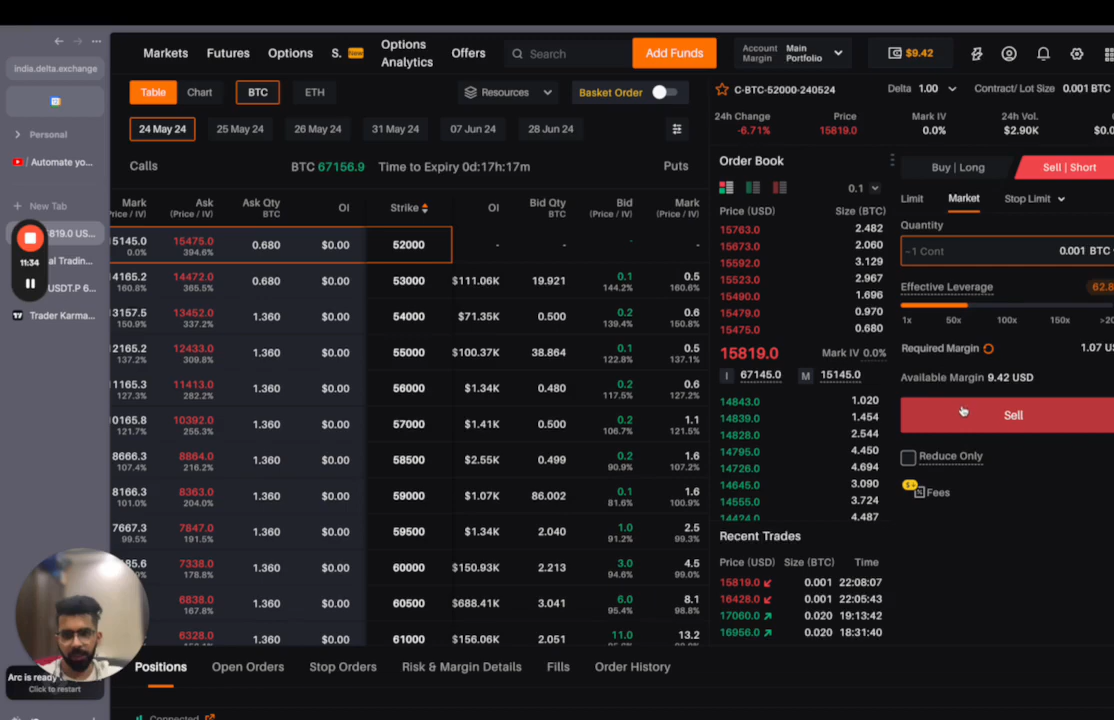 india.delta.exchange
Personal
Automate yo...
New Tab
819.0 US...
al Tradin...
USDT.P 6...
Trader Karma...
11:34
Arc is ready
Click to restart
Markets Futures Options S. New Options Analytics Offers Search Add Funds Account Margin Main Portfolio $9.42
Table Chart BTC ETH Resources Basket Order
24 May 24 25 May 24 26 May 24 31 May 24 07 Jun 24 28 Jun 24
Calls BTC 67156.9 Time to Expiry 0d:17h:17m Puts
Mark Ask Ask Qty OI Strike OI Bid Qty Bid Mark
Price / IV) (Price / IV) BTC BTC (Price / IV) (Price / IV)
5145.0 15475.0 0.680 $0.00 52000 - - - -
0.0% 394.6%
4165.2 14472.0 0.680 $0.00 53000 $111.06K 19.921 0.1 0.5
160.8% 365.5% 144.2% 160.6%
3157.5 13452.0 1.360 $0.00 54000 $71.35K 0.500 0.2 0.6
150.9% 337.2% 139.4% 150.8%
2165.2 12433.0 1.360 $0.00 55000 $100.37K 38.864 0.1 0.5
137.2% 309.8% 122.8% 137.1%
1165.3 11413.0 1.360 $0.00 56000 $1.34K 0.480 0.2 0.6
127.3% 282.2% 117.5% 127.2%
0165.8 10392.0 1.360 $0.00 57000 $1.41K 0.500 0.2 1.1
121.7% 255.3% 106.7% 121.5%
8666.3 8864.0 1.360 $0.00 58500 $2.55K 0.499 0.2 1.6
107.4% 216.2% 90.9% 107.2%
8166.3 8363.0 1.360 $0.00 59000 $1.07K 86.002 0.1 1.6
101.0% 204.0% 81.6% 100.9%
7667.3 7847.0 1.360 $0.00 59500 $1.34K 2.040 1.0 2.5
99.5% 191.5% 91.2% 99.3%
85.6 7338.0 1.360 $0.00 60000 $150.93K 2.213 3.0 4.5
1% 178.8% 94.6% 99.0%
6838.0 1.360 $0.00 60500 $688.41K 3.041 6.0 8.1
167.8% 95.4% 98.8%
6328.0 1.360 $0.00 61000 $156.06K 2.051 11.0 13.2
Positions Open Orders Stop Orders Risk & Margin Details Fills Order History
Connected
C-BTC-52000-240524 Delta 1.00 Contract/Lot Size 0.001 BTC
24h Change Price Mark IV 24h Vol.
-6.71% 15819.0 0.0% $2.90K $0.0
Order Book
0.1
Price (USD) Size (BTC)
15763.0 2.482
15673.0 2.060
15592.0 3.129
15523.0 2.967
15490.0 1.696
15479.0 0.970
15475.0 0.680
15819.0 Mark IV 0.0%
I 67145.0 M 15145.0
14843.0 1.020
14839.0 1.454
14828.0 2.544
14795.0 4.450
14726.0 4.694
14645.0 3.090
14555.0 3.724
14424.0 4.487
Recent Trades
Price (USD) Size (BTC) Time
15819.0 0.001 22:08:07
16428.0 0.001 22:05:43
17060.0 0.020 19:13:42
16956.0 0.020 18:31:40
Buy | Long Sell | Short
Limit Market Stop Limit
Quantity
~1 Cont 0.001 BTC
Effective Leverage 62.8
1x 50x 100x 150x >20
Required Margin 1.07 U
Available Margin 9.42 USD
Sell
Reduce Only
Fees